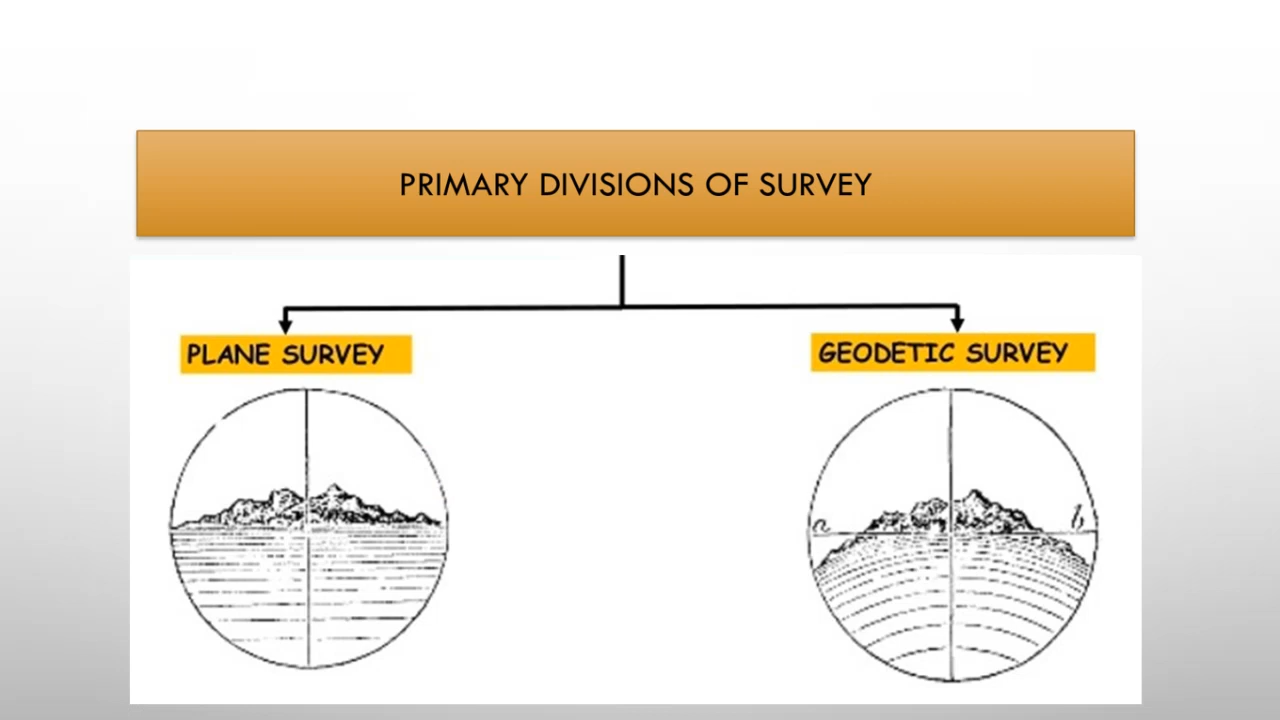 PRIMARY DIVISIONS OF SURVEY
PLANE SURVEY
GEODETIC SURVEY
a
b